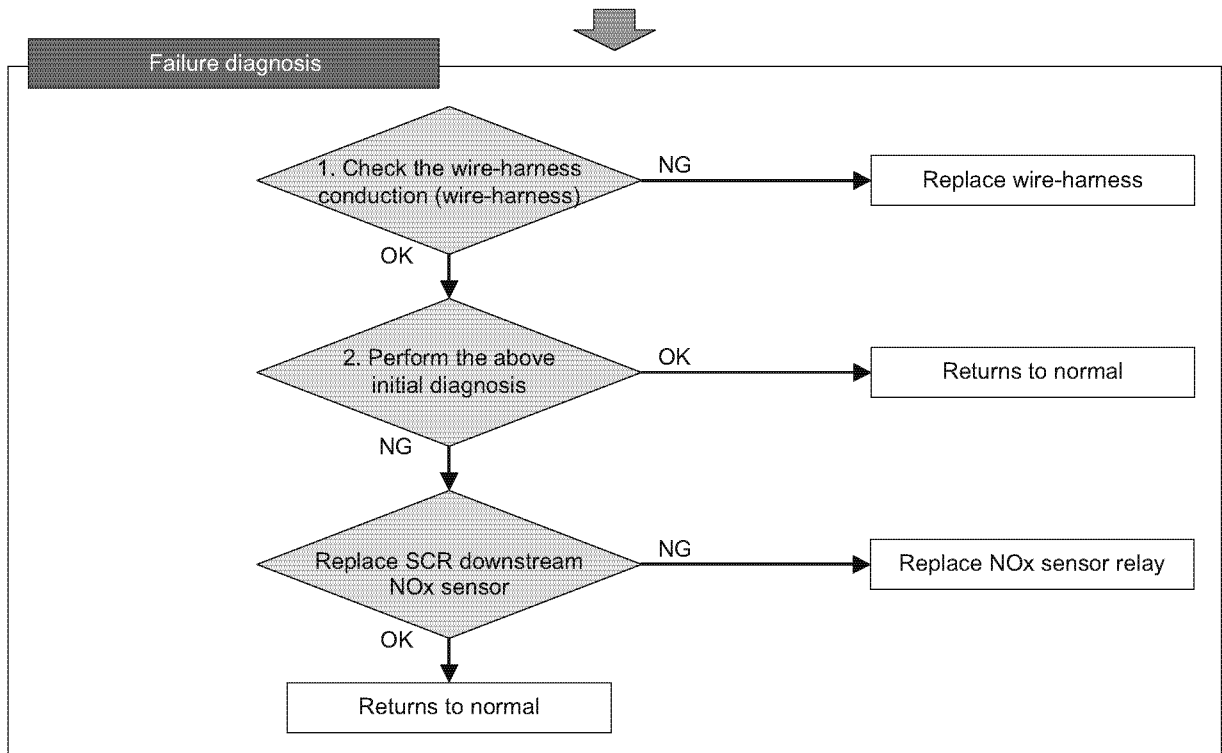 Failure diagnosis
1. Check the wire-harness
conduction (wire-harness)
NG
Replace wire-harness
OK
2. Perform the above
initial diagnosis
OK
Returns to normal
NG
Replace SCR downstream
NOx sensor
NG
Replace NOx sensor relay
OK
Returns to normal